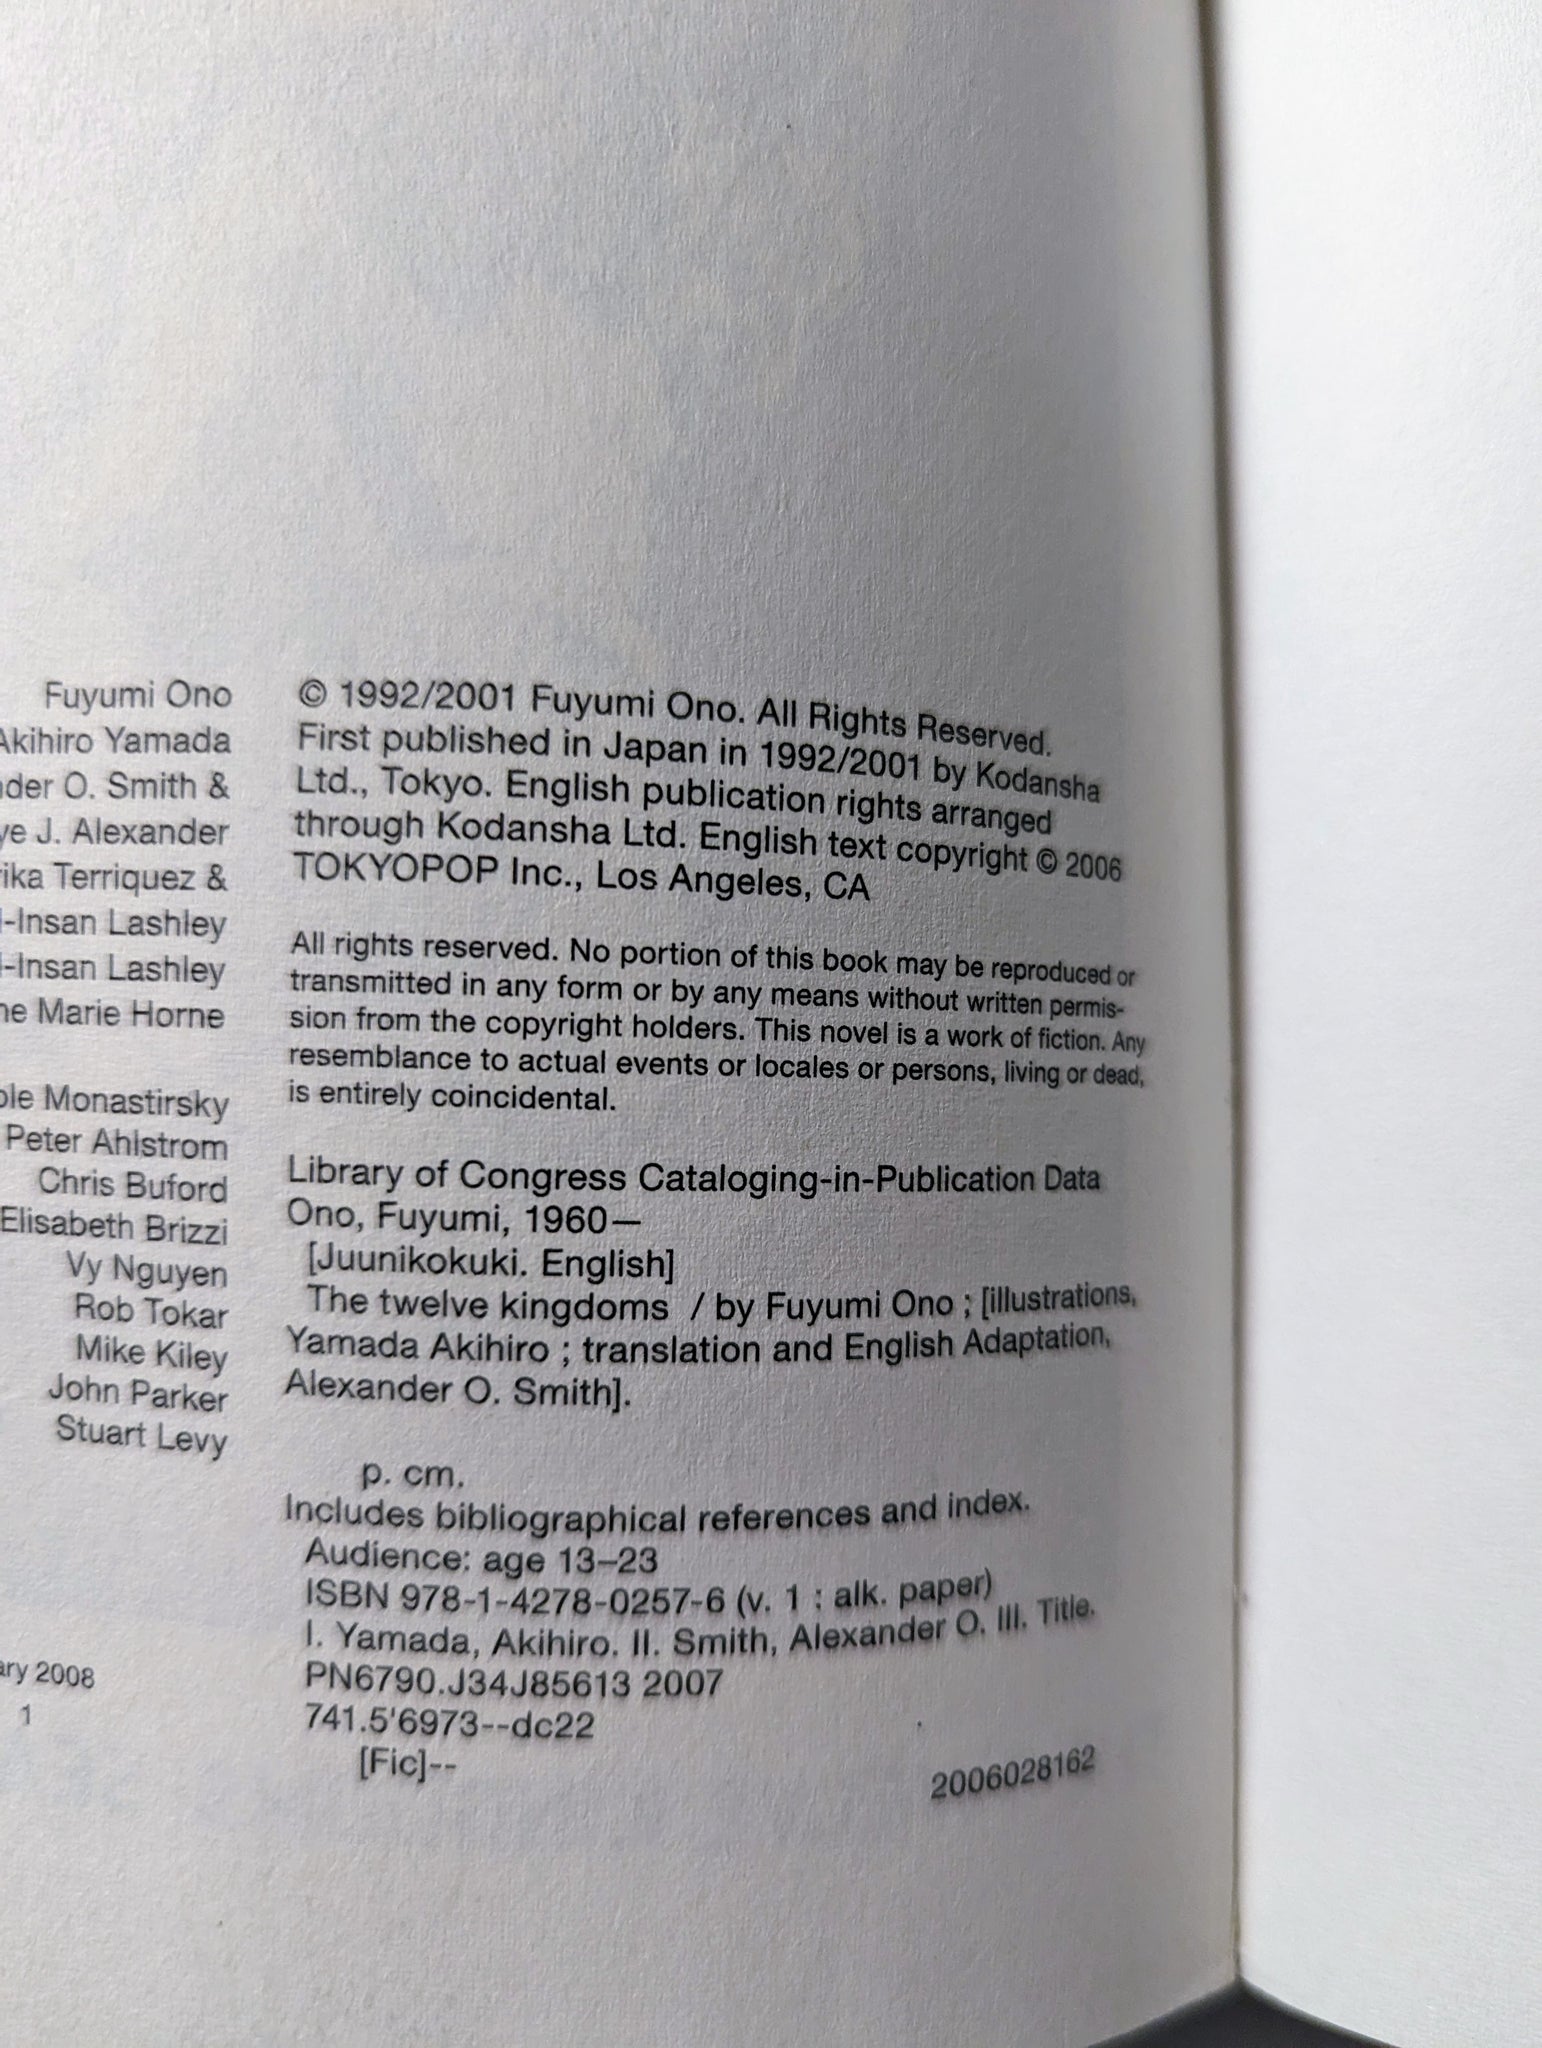 Fuyumi Ono
Akihiro Yamada
O. Smith &
J. Alexander
Terriquez &
-Insan Lashley
-Insan Lashley
Marie Horne
Monastirsky
Peter Ahlstrom
Chris Buford
Elisabeth Brizzi
Vy Nguyen
Rob Tokar
Mike Kiley
John Parker
Stuart Levy
2008
1
© 1992/2001 Fuyumi Ono. All Rights Reserved.
First published in Japan in 1992/2001 by Kodansha
Ltd., Tokyo. English publication rights arranged
through Kodansha Ltd. English text copyright © 2006
TOKYOPOP Inc., Los Angeles, CA
All rights reserved. No portion of this book may be reproduced or
transmitted in any form or by any means without written permis-
sion from the copyright holders. This novel is a work of fiction. Any
resemblance to actual events or locales or persons, living or dead,
is entirely coincidental.
Library of Congress Cataloging-in-Publication Data
Ono, Fuyumi, 1960—
[Juunikokuki. English]
The twelve kingdoms / by Fuyumi Ono ; [illustrations,
Yamada Akihiro ; translation and English Adaptation,
Alexander O. Smith].
p. cm.
Includes bibliographical references and index.
Audience: age 13–23
ISBN 978-1-4278-0257-6 (v. 1 : alk. paper)
I. Yamada, Akihiro. II. Smith, Alexander O. III. Title.
PN6790.J34J85613 2007
741.5'6973--dc22
[Fic]--
2006028162